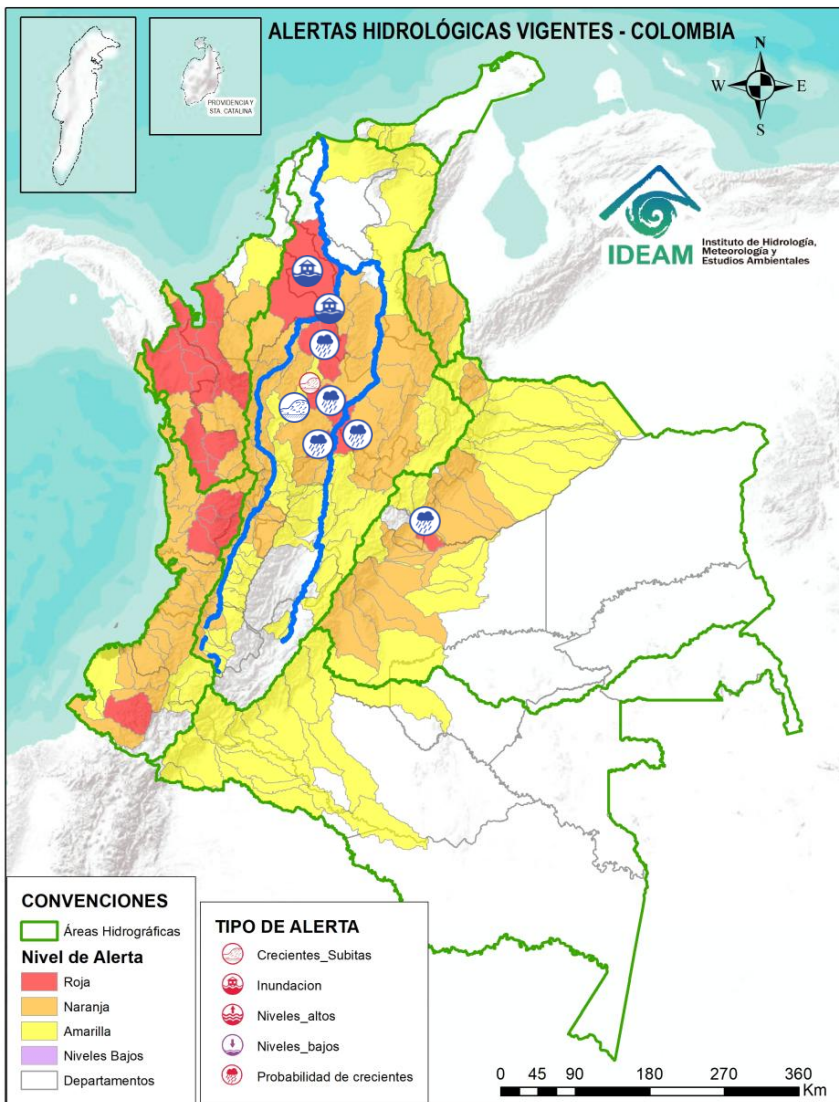 ALERTAS HIDROLÓGICAS VIGENTES - COLOMBIA
PROVIDENCIA Y
STA. CATALINA
N
W
E
S
IDEAM
Instituto de Hidrología,
Meteorología y
Estudios Ambientales
CONVENCIONES
Áreas Hidrográficas
Nivel de Alerta
Roja
Naranja
Amarilla
Niveles Bajos
Departamentos
TIPO DE ALERTA
Crecientes_Subitas
Inundacion
Niveles_altos
Niveles_bajos
Probabilidad de crecientes
0 45 90 180 270 360
Km